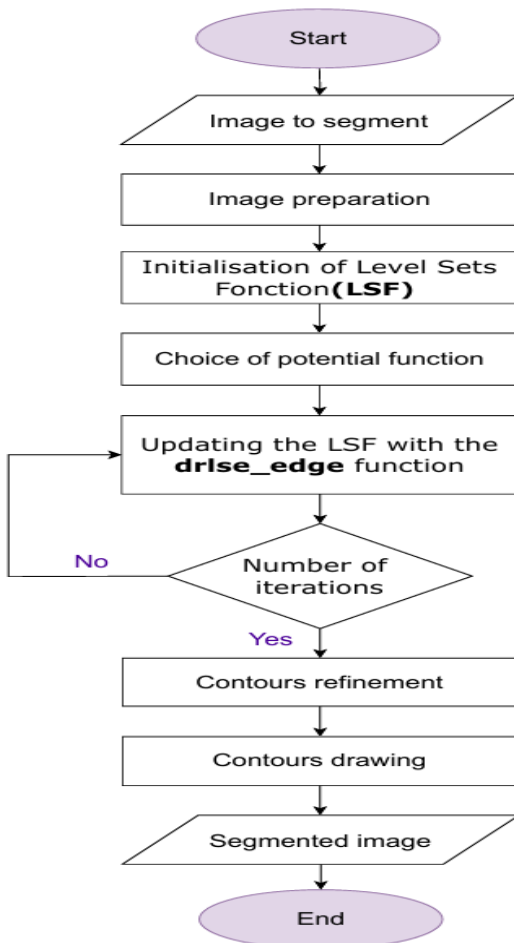 Start
Image to segment
Image preparation
Initialisation of Level Sets
Fonction(LSF)
Choice of potential function
Updating the LSF with the
drlse_edge function
No
Number of
iterations
Yes
Contours refinement
Contours drawing
Segmented image
End